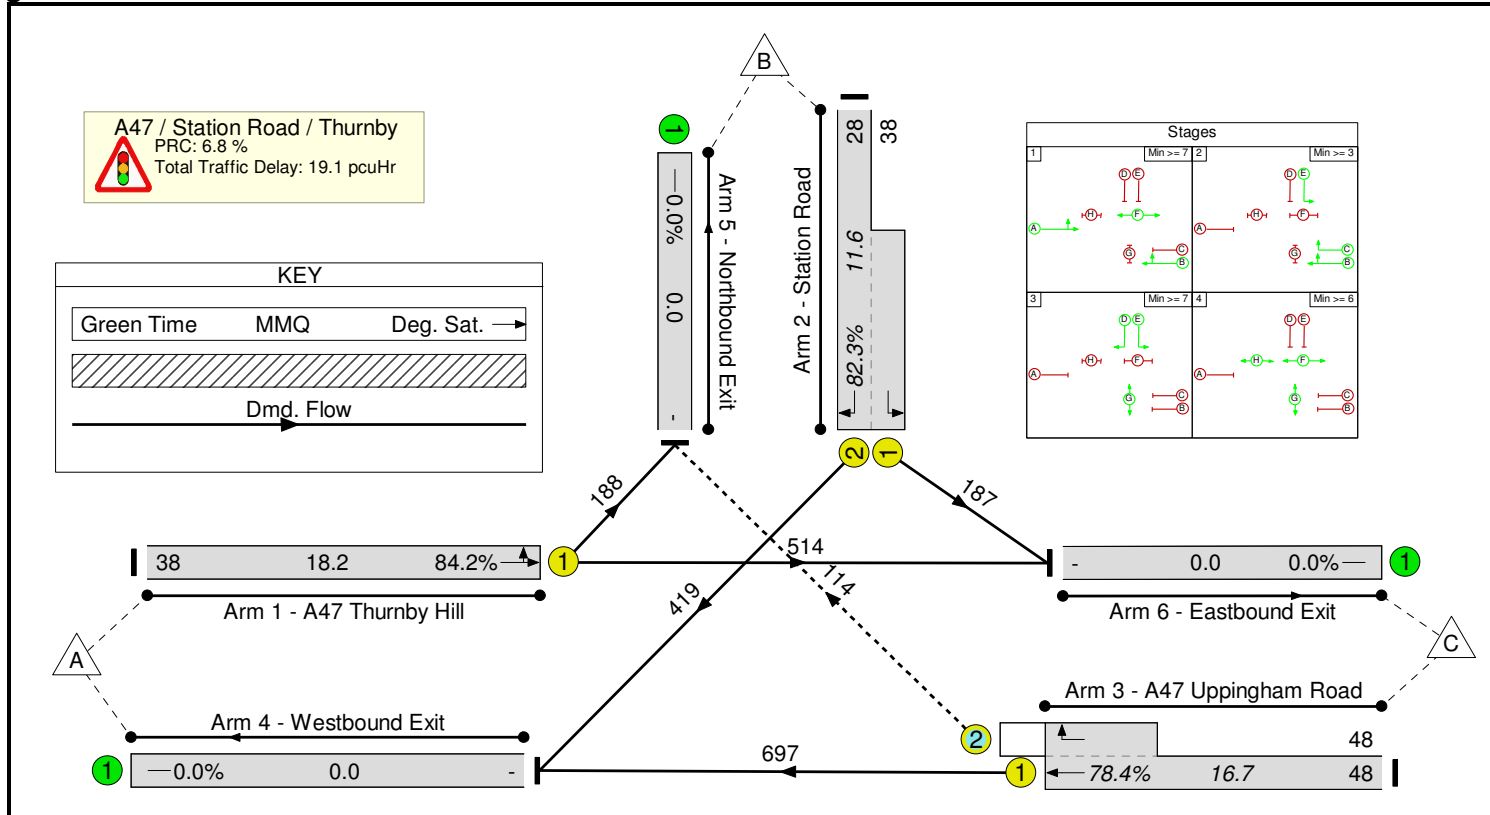 B
A47 / Station Road / Thurnby
PRC: 6.8 %
Total Traffic Delay: 19.1 pcuHr
KEY
Green Time MMQ Deg. Sat.
Dmd. Flow
1
0.0%
0.0
-
Arm 5 - Northbound Exit
Arm 2 - Station Road
28
38
11.6
82.3%
2
1
Stages
1 Min >= 7
D E
H F
A
G C
B
2 Min >= 3
D E
H F
A
G C
B
3 Min >= 7
D E
H F
A
G C
B
4 Min >= 6
D E
H F
A
G C
B
188
187
514
419
114
38 18.2 84.2%
1
Arm 1 - A47 Thurnby Hill
- 0.0 0.0%
1
Arm 6 - Eastbound Exit
A
C
Arm 4 - Westbound Exit
1
0.0% 0.0 -
697
Arm 3 - A47 Uppingham Road
2
48
1
78.4% 16.7 48